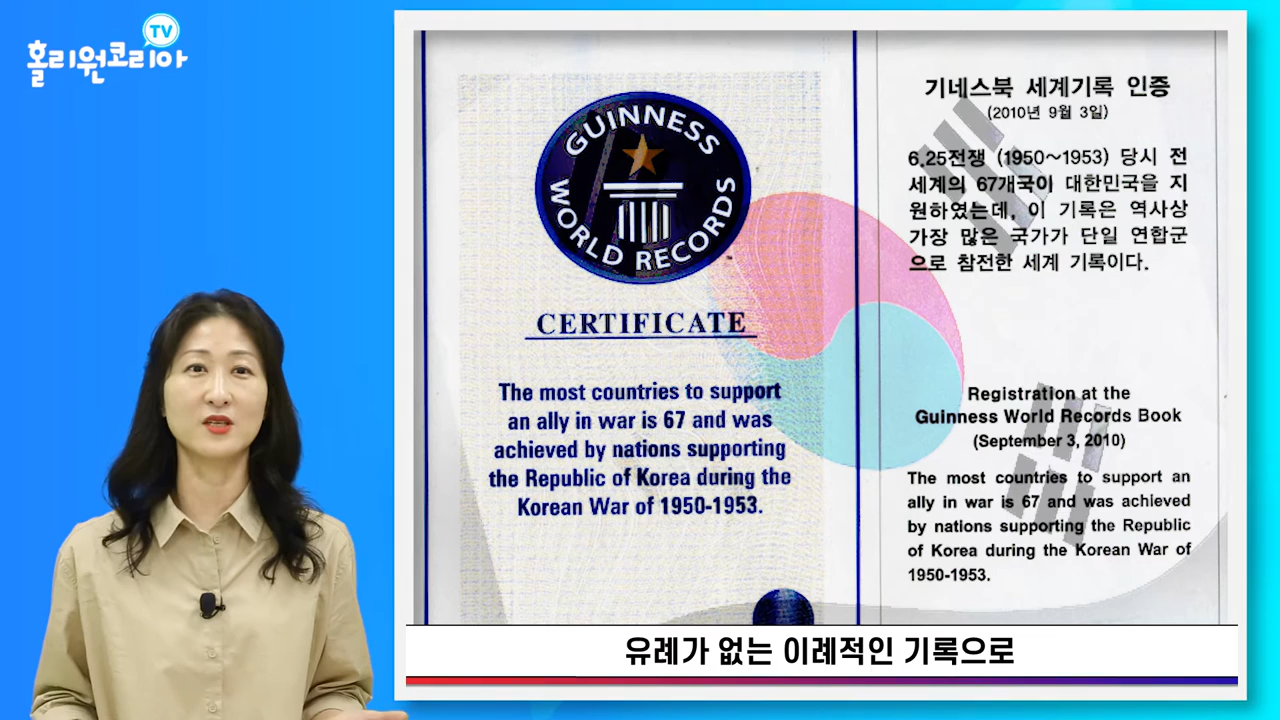 TV
홀리원코리아
GUINNESS
WORLD RECORDS
CERTIFICATE
The most countries to support
an ally in war is 67 and was
achieved by nations supporting
the Republic of Korea during the
Korean War of 1950-1953.
기네스북 세계기록 인증
(2010년 9월 3일)
6.25전쟁 (1950~1953) 당시 전
세계의 67개국이 대한민국을 지
원하였는데, 이 기록은 역사상
가장 많은 국가가 단일 연합군
으로 참전한 세계 기록이다.
Registration at the
Guinness World Records Book
(September 3, 2010)
The most countries to support an
ally in war is 67 and was achieved
by nations supporting the Republic
of Korea during the Korean War of
1950-1953.
유례가 없는 이례적인 기록으로